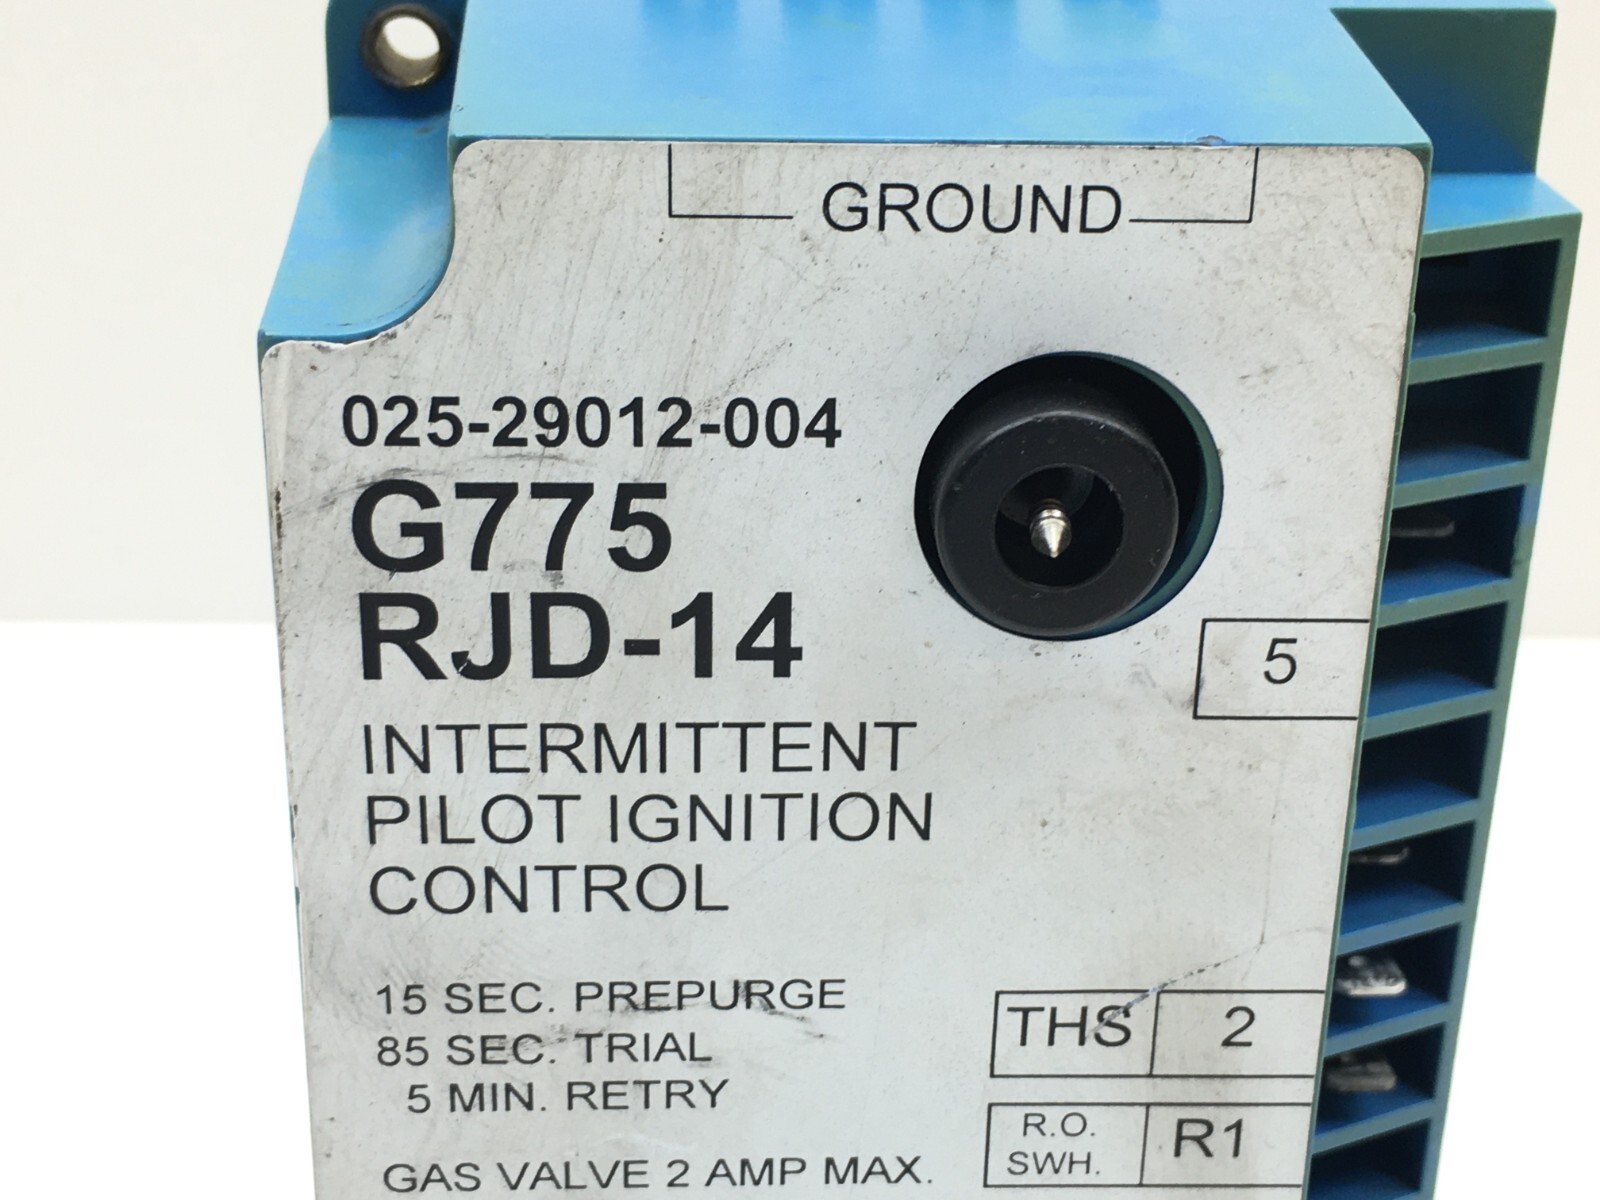 GROUND
025-29012-004
G775
RJD-14
5
INTERMITTENT
PILOT IGNITION
CONTROL
15 SEC. PREPURGE
85 SEC. TRIAL
5 MIN. RETRY
THS 2
R.O.
SWH.
R1
GAS VALVE 2 AMP MAX.